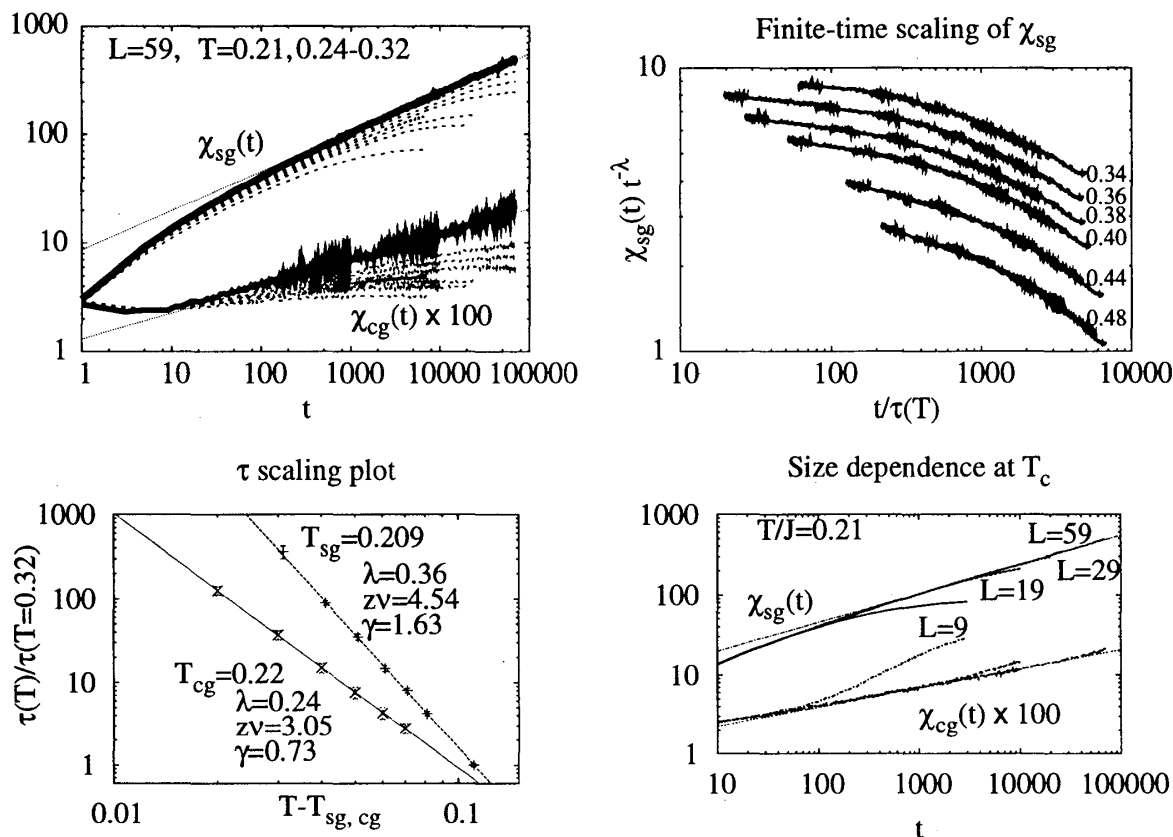 1000
L=59, T=0.21, 0.24-0.32
100
χsg(t)
10
χcg(t) x 100
1
1 10 100 1000 10000 100000
t
Finite-time scaling of χsg
10
χsg(t) t^-λ
0.34
0.36
0.38
0.40
0.44
0.48
1
10 100 1000 10000
t/τ(T)
τ scaling plot
1000
Tsg=0.209
λ=0.36
zν=4.54
γ=1.63
100
τ(T)/τ(T=0.32)
Tcg=0.22
λ=0.24
zν=3.05
γ=0.73
10
1
0.01 0.1
T-Tsg, cg
Size dependence at Tc
1000
T/J=0.21
L=59
L=29
χsg(t)
L=19
100
L=9
10
χcg(t) x 100
1
10 100 1000 10000 100000
t